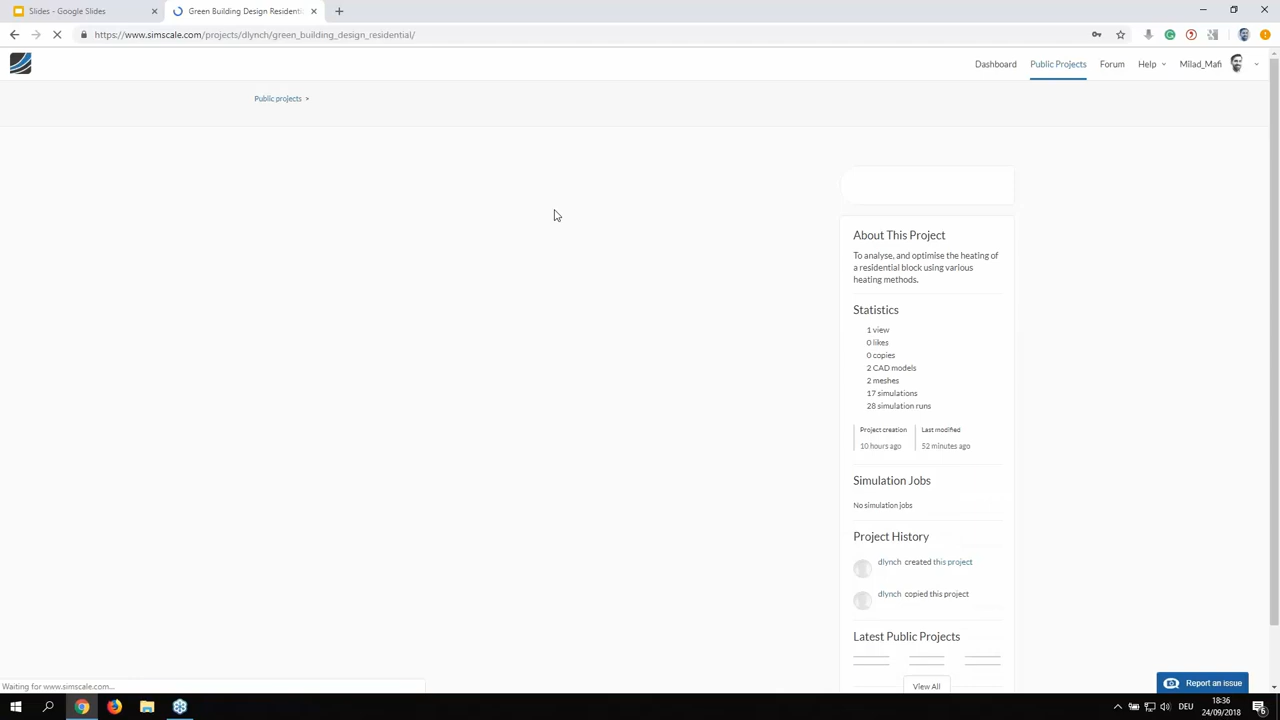 Slides - Google Slides
Green Building Design Residenti
https://www.simscale.com/projects/dlynch/green_building_design_residential/
Dashboard
Public Projects
Forum
Help
Milad_Mafi
Public projects >
About This Project
To analyse, and optimise the heating of
a residential block using various
heating methods.
Statistics
1 view
0 likes
0 copies
2 CAD models
2 meshes
17 simulations
28 simulation runs
Project creation
Last modified
10 hours ago
52 minutes ago
Simulation Jobs
No simulation jobs
Project History
dlynch created this project
dlynch copied this project
Latest Public Projects
View All
Waiting for www.simscale.com...
Report an issue
DEU
18:36
24/09/2018
6